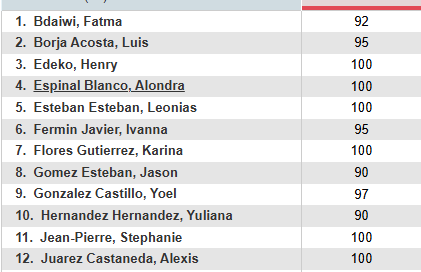 1. Bdaiwi, Fatma 92
2. Borja Acosta, Luis 95
3. Edeko, Henry 100
4. Espinal Blanco, Alondra 100
5. Esteban Esteban, Leonias 100
6. Fermin Javier, Ivanna 95
7. Flores Gutierrez, Karina 100
8. Gomez Esteban, Jason 90
9. Gonzalez Castillo, Yoel 97
10. Hernandez Hernandez, Yuliana 90
11. Jean-Pierre, Stephanie 100
12. Juarez Castaneda, Alexis 100